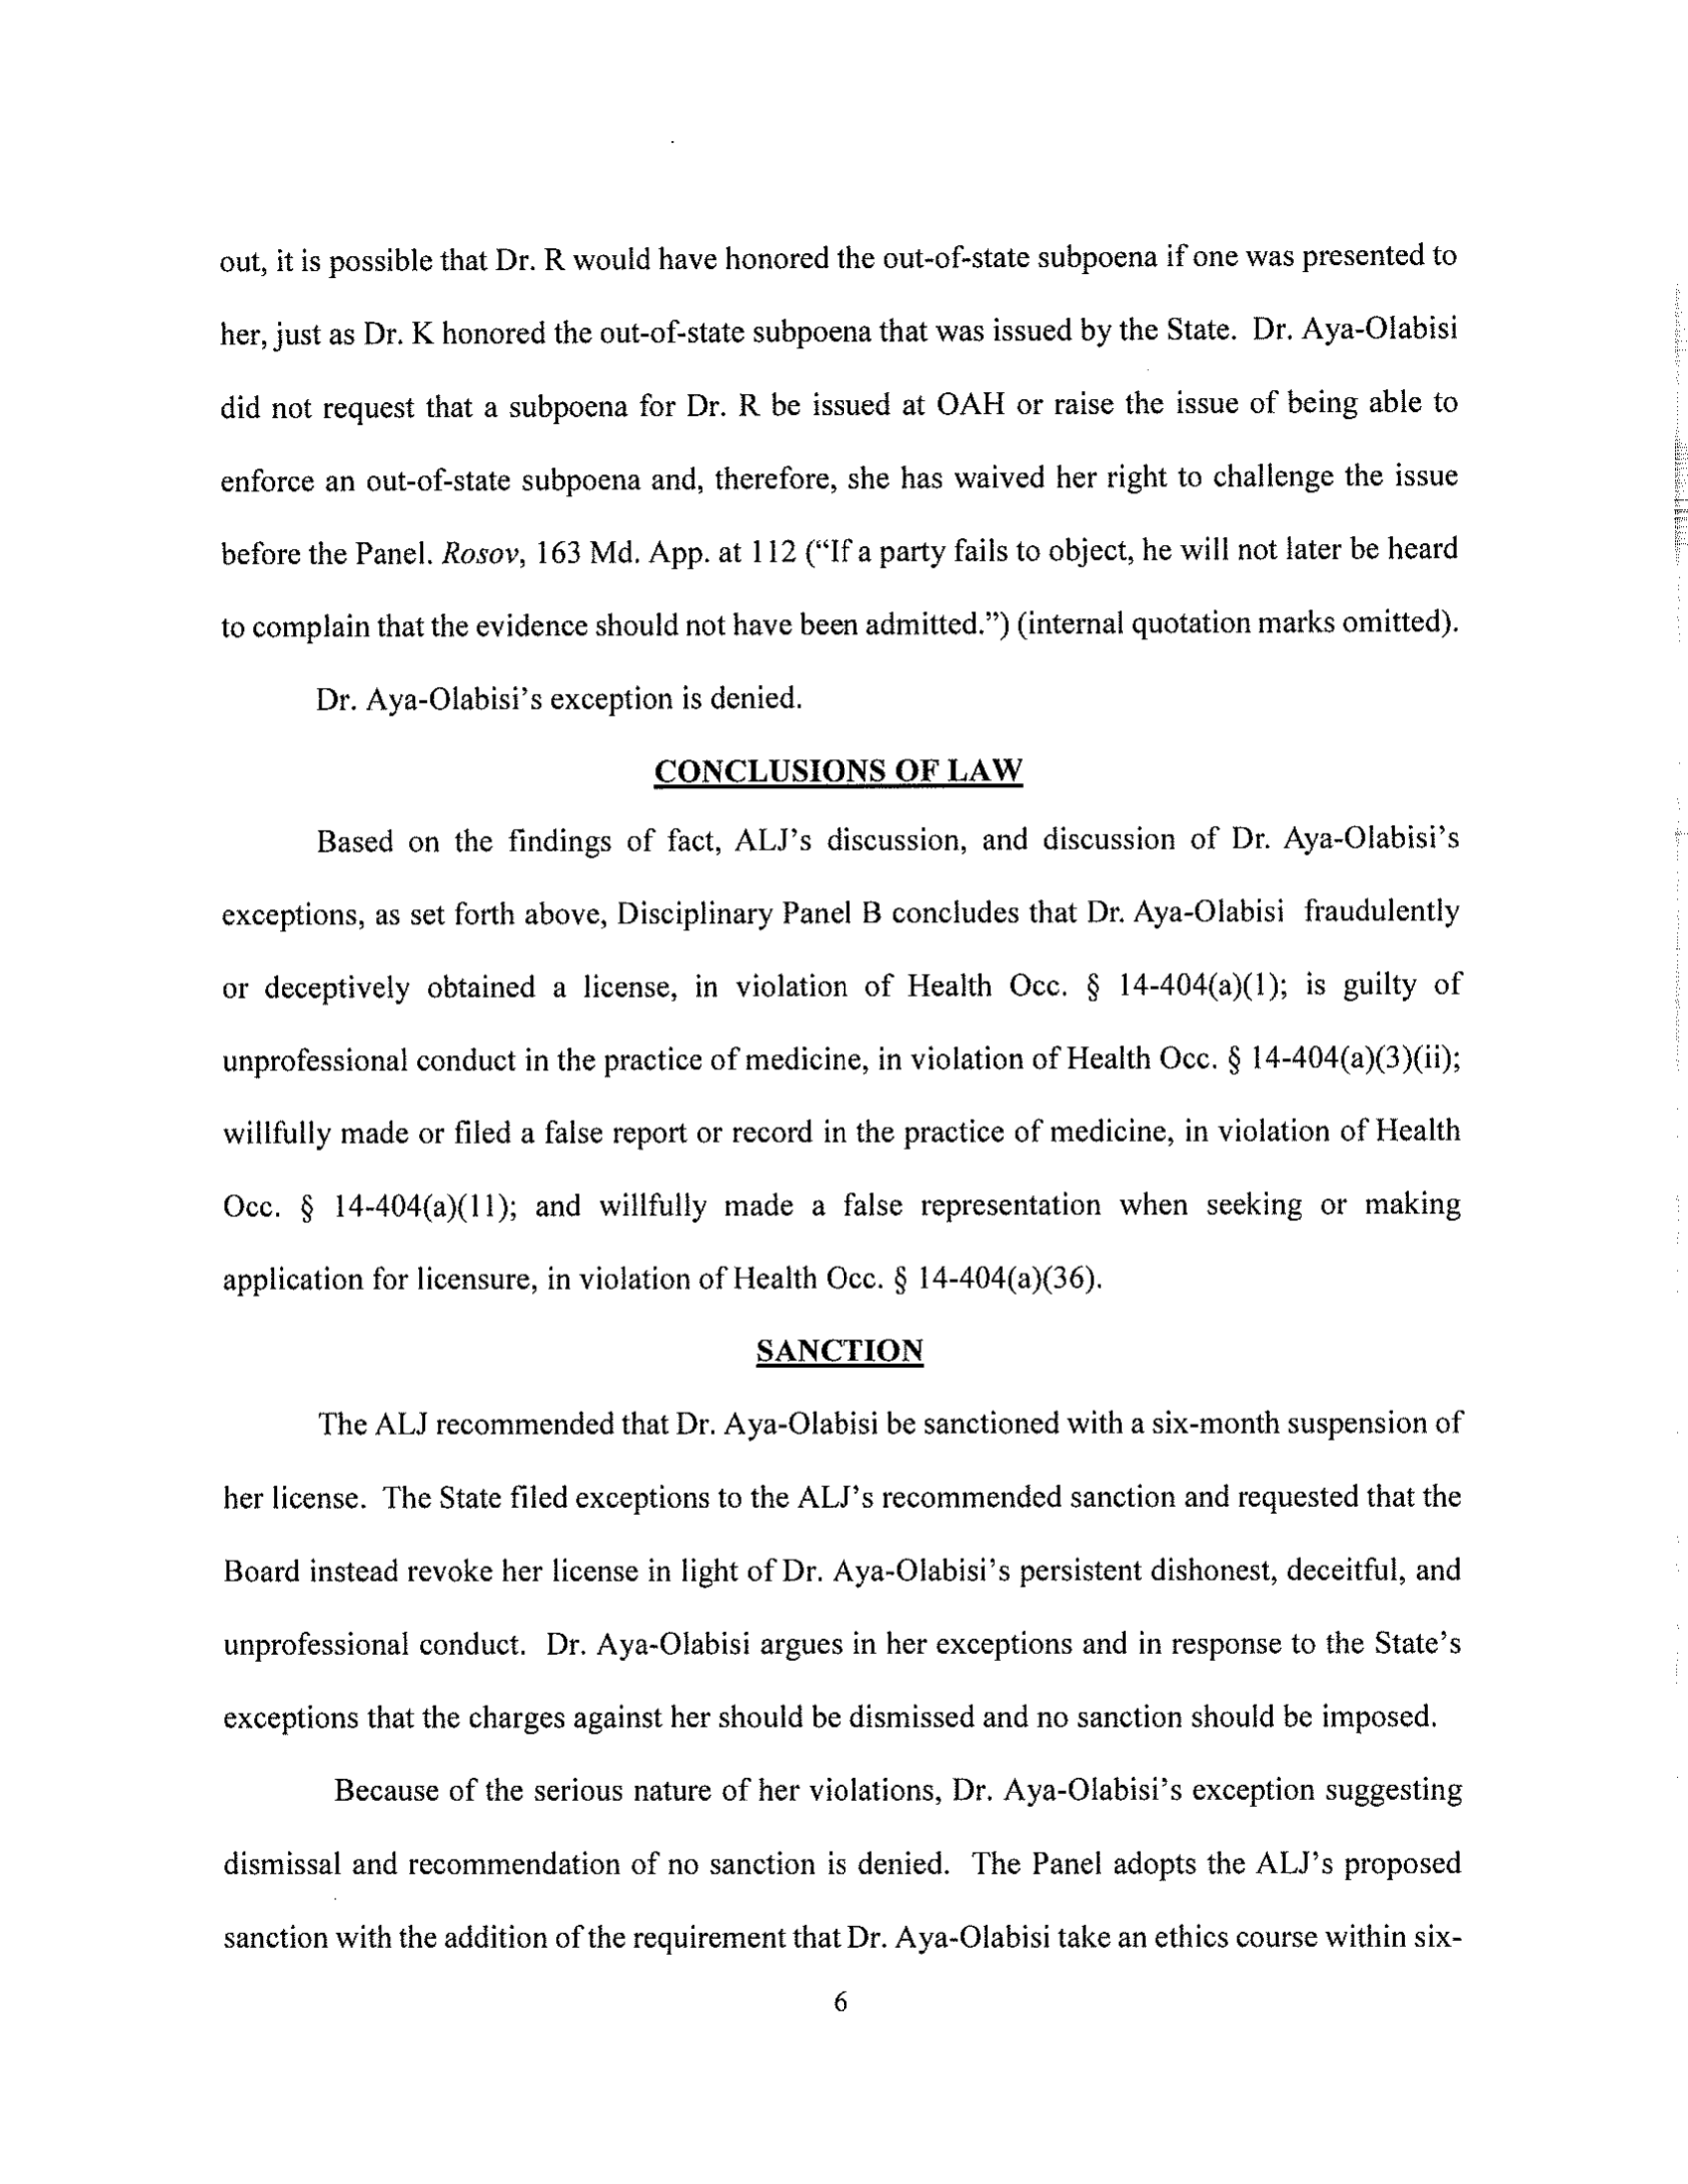 out, it is possible that Dr. R would have honored the out-of-state subpoena if one was presented to
her, just as Dr. K honored the out-of-state subpoena that was issued by the State. Dr. Aya-Olabisi
did not request that a subpoena for Dr. R be issued at OAH or raise the issue of being able to
enforce an out-of-state subpoena and, therefore, she has waived her right to challenge the issue
before the Panel. Rosov, 163 Md. App. at 112 (“If a party fails to object, he will not later be heard
to complain that the evidence should not have been admitted.”) (internal quotation marks omitted).
Dr. Aya-Olabisi’s exception is denied.
CONCLUSIONS OF LAW
Based on the findings of fact, ALJ’s discussion, and discussion of Dr. Aya-Olabisi’s
exceptions, as set forth above, Disciplinary Panel B concludes that Dr. Aya-Olabisi fraudulently
or deceptively obtained a license, in violation of Health Occ. § 14-404(a)(1); is guilty of
unprofessional conduct in the practice of medicine, in violation of Health Occ. § 14-404(a)(3)(ii);
willfully made or filed a false report or record in the practice of medicine, in violation of Health
Occ. § 14-404(a)(11); and willfully made a false representation when seeking or making
application for licensure, in violation of Health Occ. § 14-404(a)(36).
SANCTION
The ALJ recommended that Dr. Aya-Olabisi be sanctioned with a six-month suspension of
her license. The State filed exceptions to the ALJ’s recommended sanction and requested that the
Board instead revoke her license in light of Dr. Aya-Olabisi’s persistent dishonest, deceitful, and
unprofessional conduct. Dr. Aya-Olabisi argues in her exceptions and in response to the State’s
exceptions that the charges against her should be dismissed and no sanction should be imposed.
Because of the serious nature of her violations, Dr. Aya-Olabisi’s exception suggesting
dismissal and recommendation of no sanction is denied. The Panel adopts the ALJ’s proposed
sanction with the addition of the requirement that Dr. Aya-Olabisi take an ethics course within six-
6